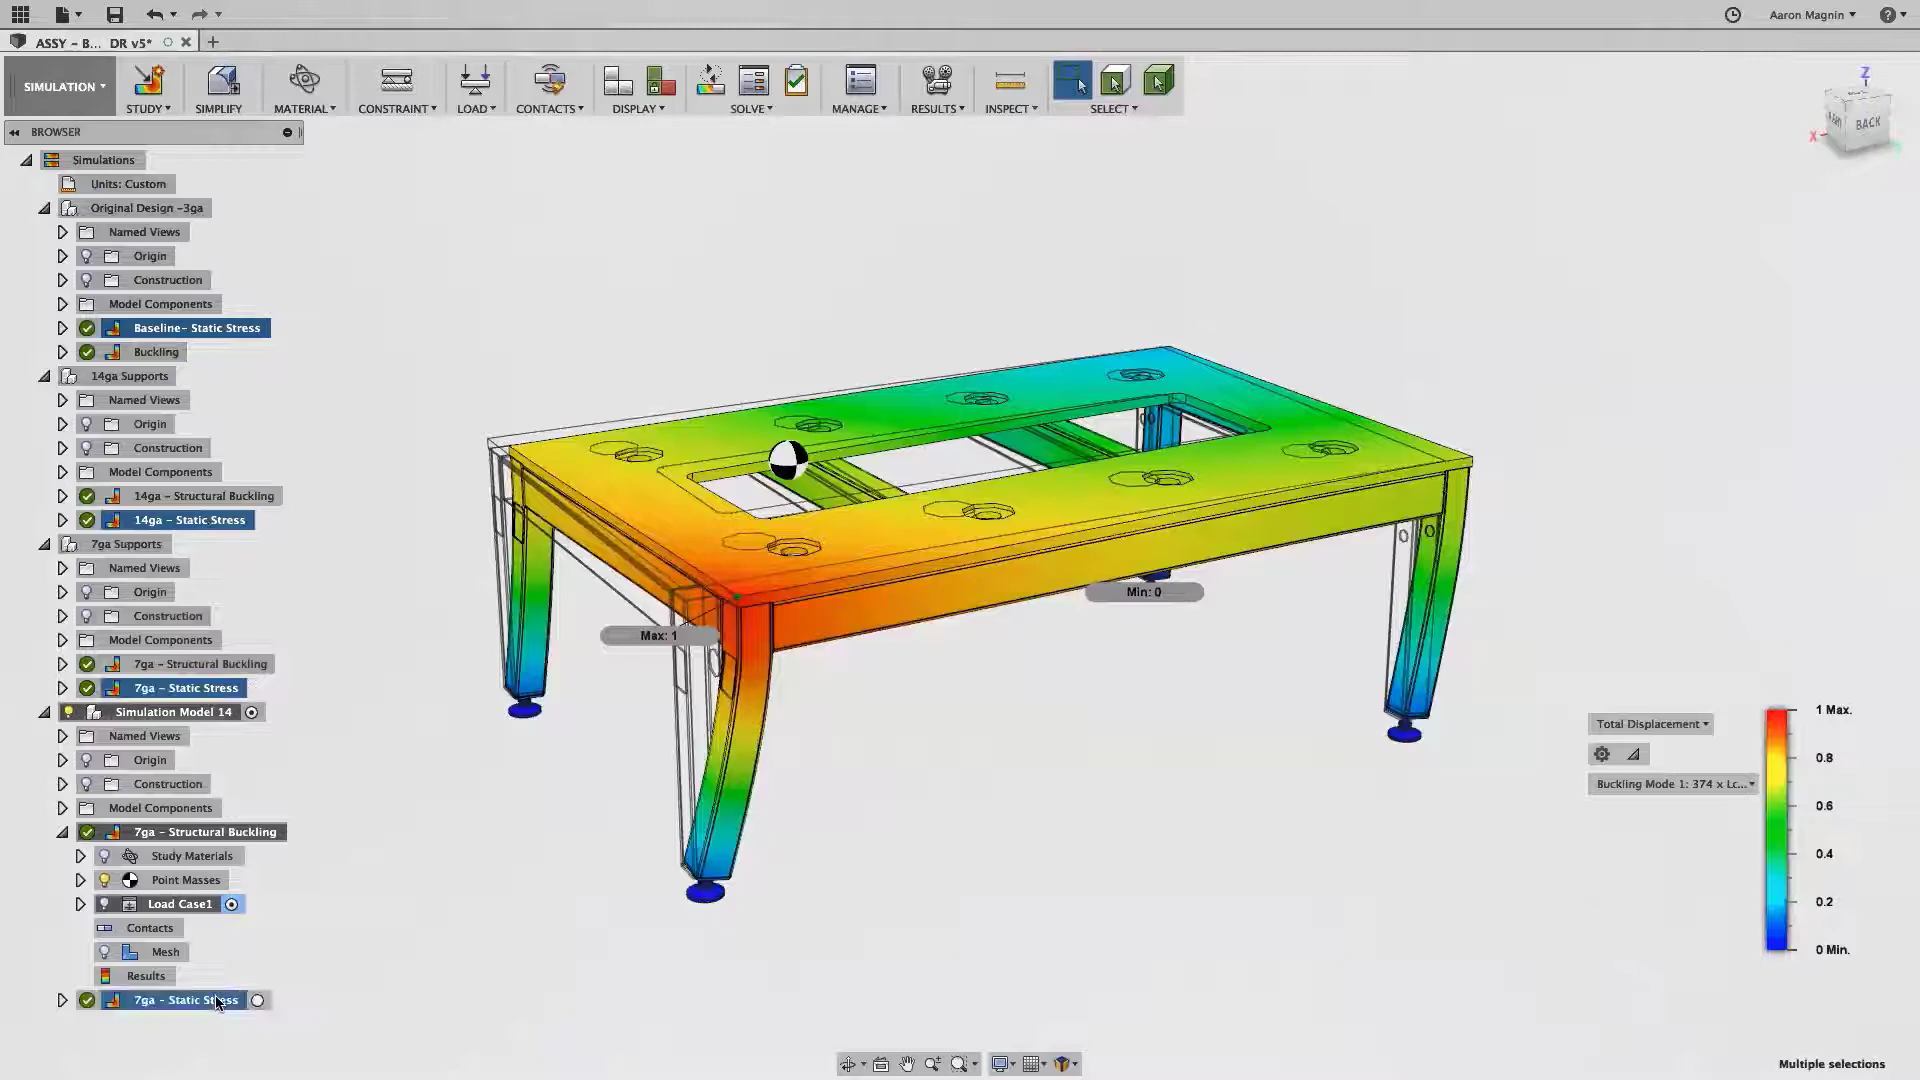 Aaron Magnin
ASSY - B... DR v5*
SIMULATION
STUDY
SIMPLIFY
MATERIAL
CONSTRAINT
LOAD
CONTACTS
DISPLAY
SOLVE
MANAGE
RESULTS
INSPECT
SELECT
Z
BACK
X
BROWSER
Simulations
Units: Custom
Original Design -3ga
Named Views
Origin
Construction
Model Components
Baseline- Static Stress
Buckling
14ga Supports
Named Views
Origin
Construction
Model Components
14ga - Structural Buckling
14ga - Static Stress
7ga Supports
Named Views
Origin
Construction
Model Components
7ga - Structural Buckling
7ga - Static Stress
Simulation Model 14
Named Views
Origin
Construction
Model Components
7ga - Structural Buckling
Study Materials
Point Masses
Load Case1
Contacts
Mesh
Results
7ga - Static Stress
Min: 0
Max: 1
Total Displacement
Buckling Mode 1: 374 x Lc...
1 Max.
0.8
0.6
0.4
0.2
0 Min.
Multiple selections